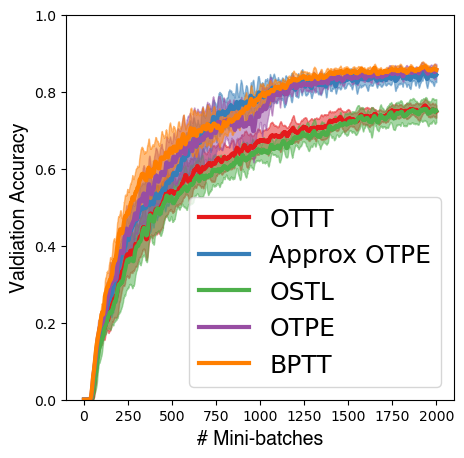 1.0
0.8
0.6
0.4
0.2
0.0
Valdiation Accuracy
OTTT
Approx OTPE
OSTL
OTPE
BPTT
0 250 500 750 1000 1250 1500 1750 2000
# Mini-batches